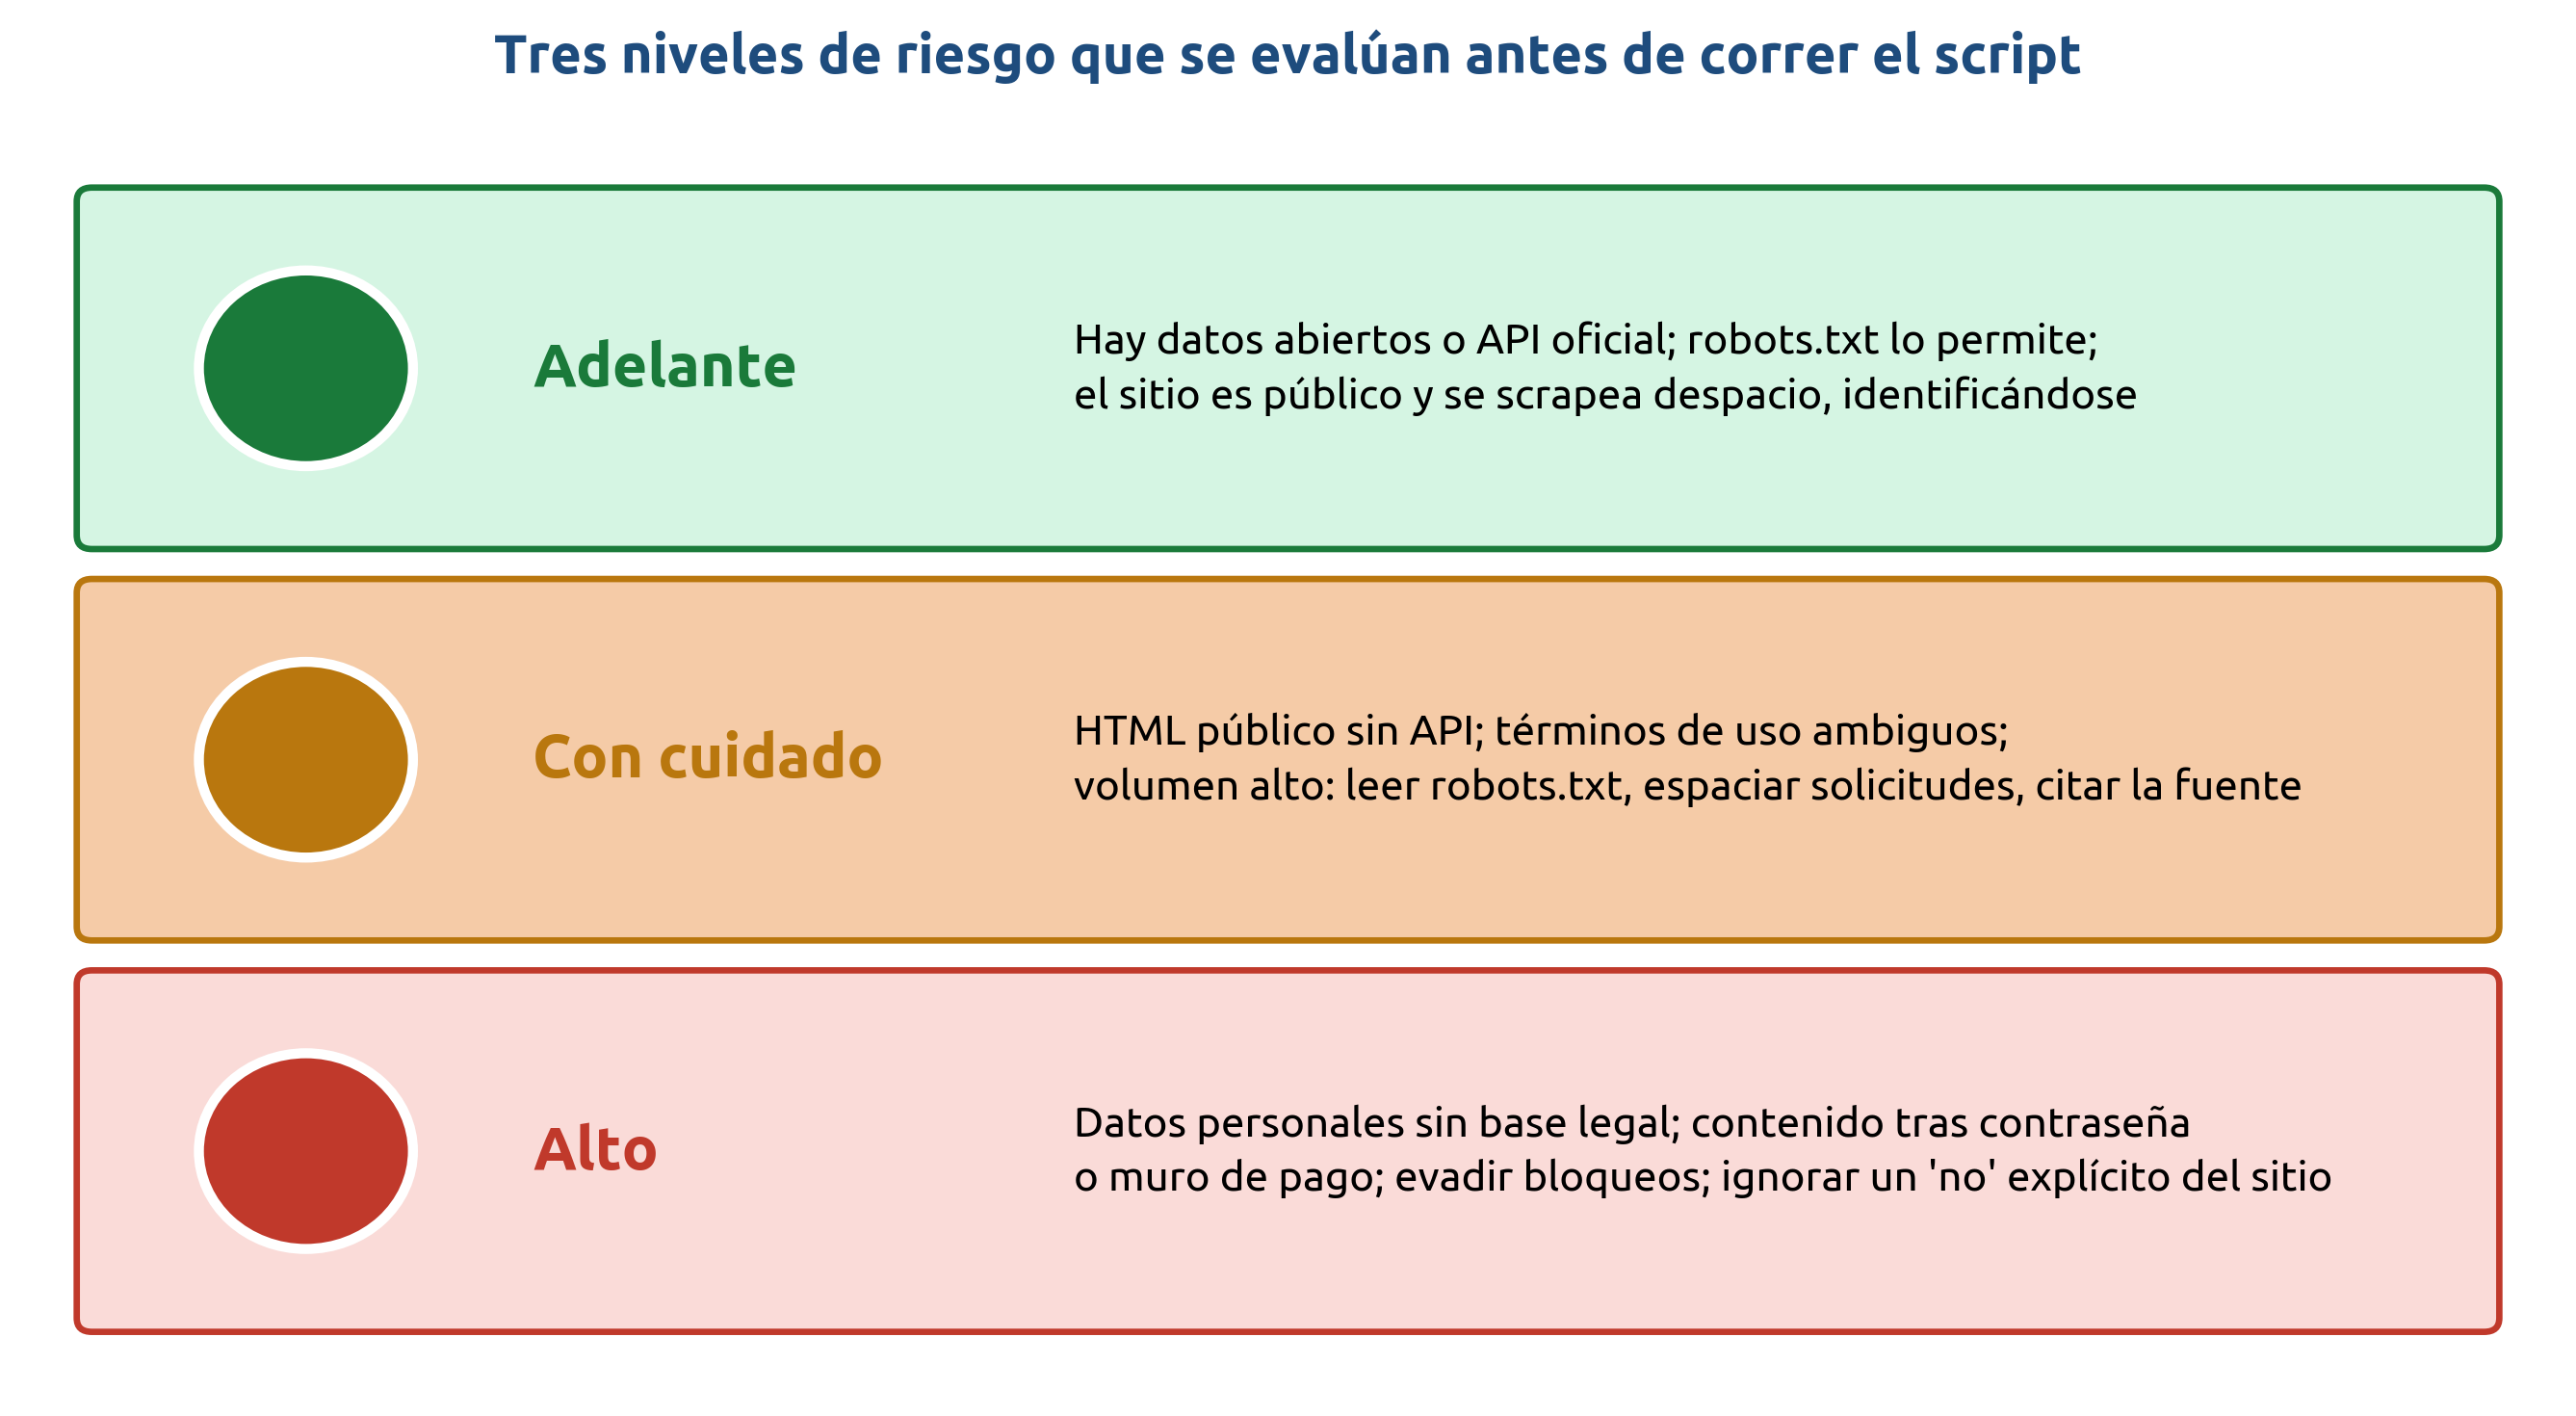 Tres niveles de riesgo que se evalúan antes de correr el script
Adelante
Hay datos abiertos o API oficial; robots.txt lo permite;
el sitio es público y se scrapea despacio, identificándose
Con cuidado
HTML público sin API; términos de uso ambiguos;
volumen alto: leer robots.txt, espaciar solicitudes, citar la fuente
Alto
Datos personales sin base legal; contenido tras contraseña
o muro de pago; evadir bloqueos; ignorar un 'no' explícito del sitio